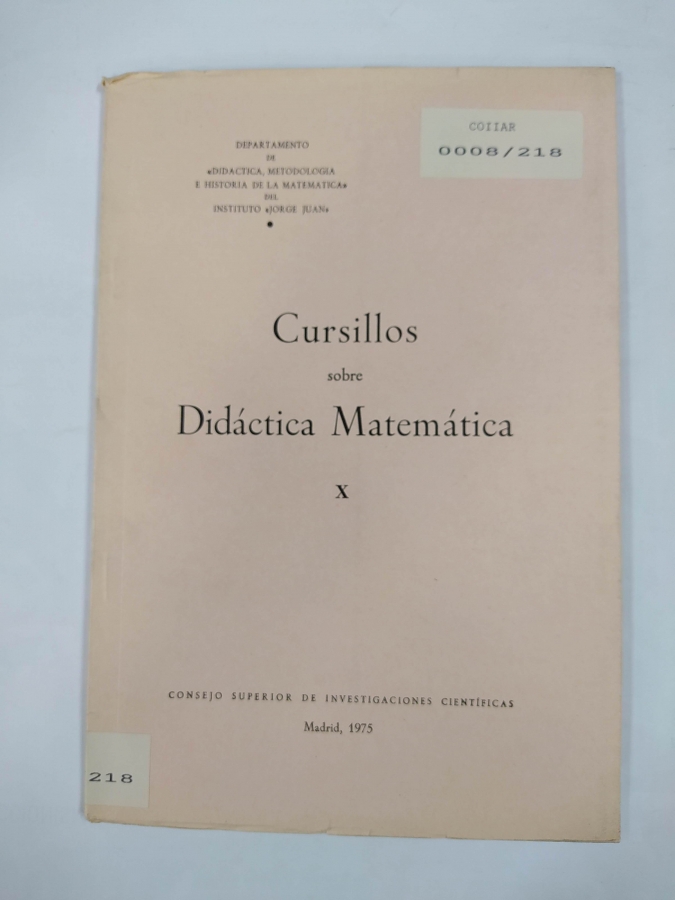 DEPARTAMENTO
DE
«DIDACTICA, METODOLOGIA
E HISTORIA DE LA MATEMATICA»
DEL
INSTITUTO «JORGE JUAN»
COIIAR
0008/218
Cursillos
sobre
Didáctica Matemática
X
CONSEJO SUPERIOR DE INVESTIGACIONES CIENTÍFICAS
Madrid, 1975
218